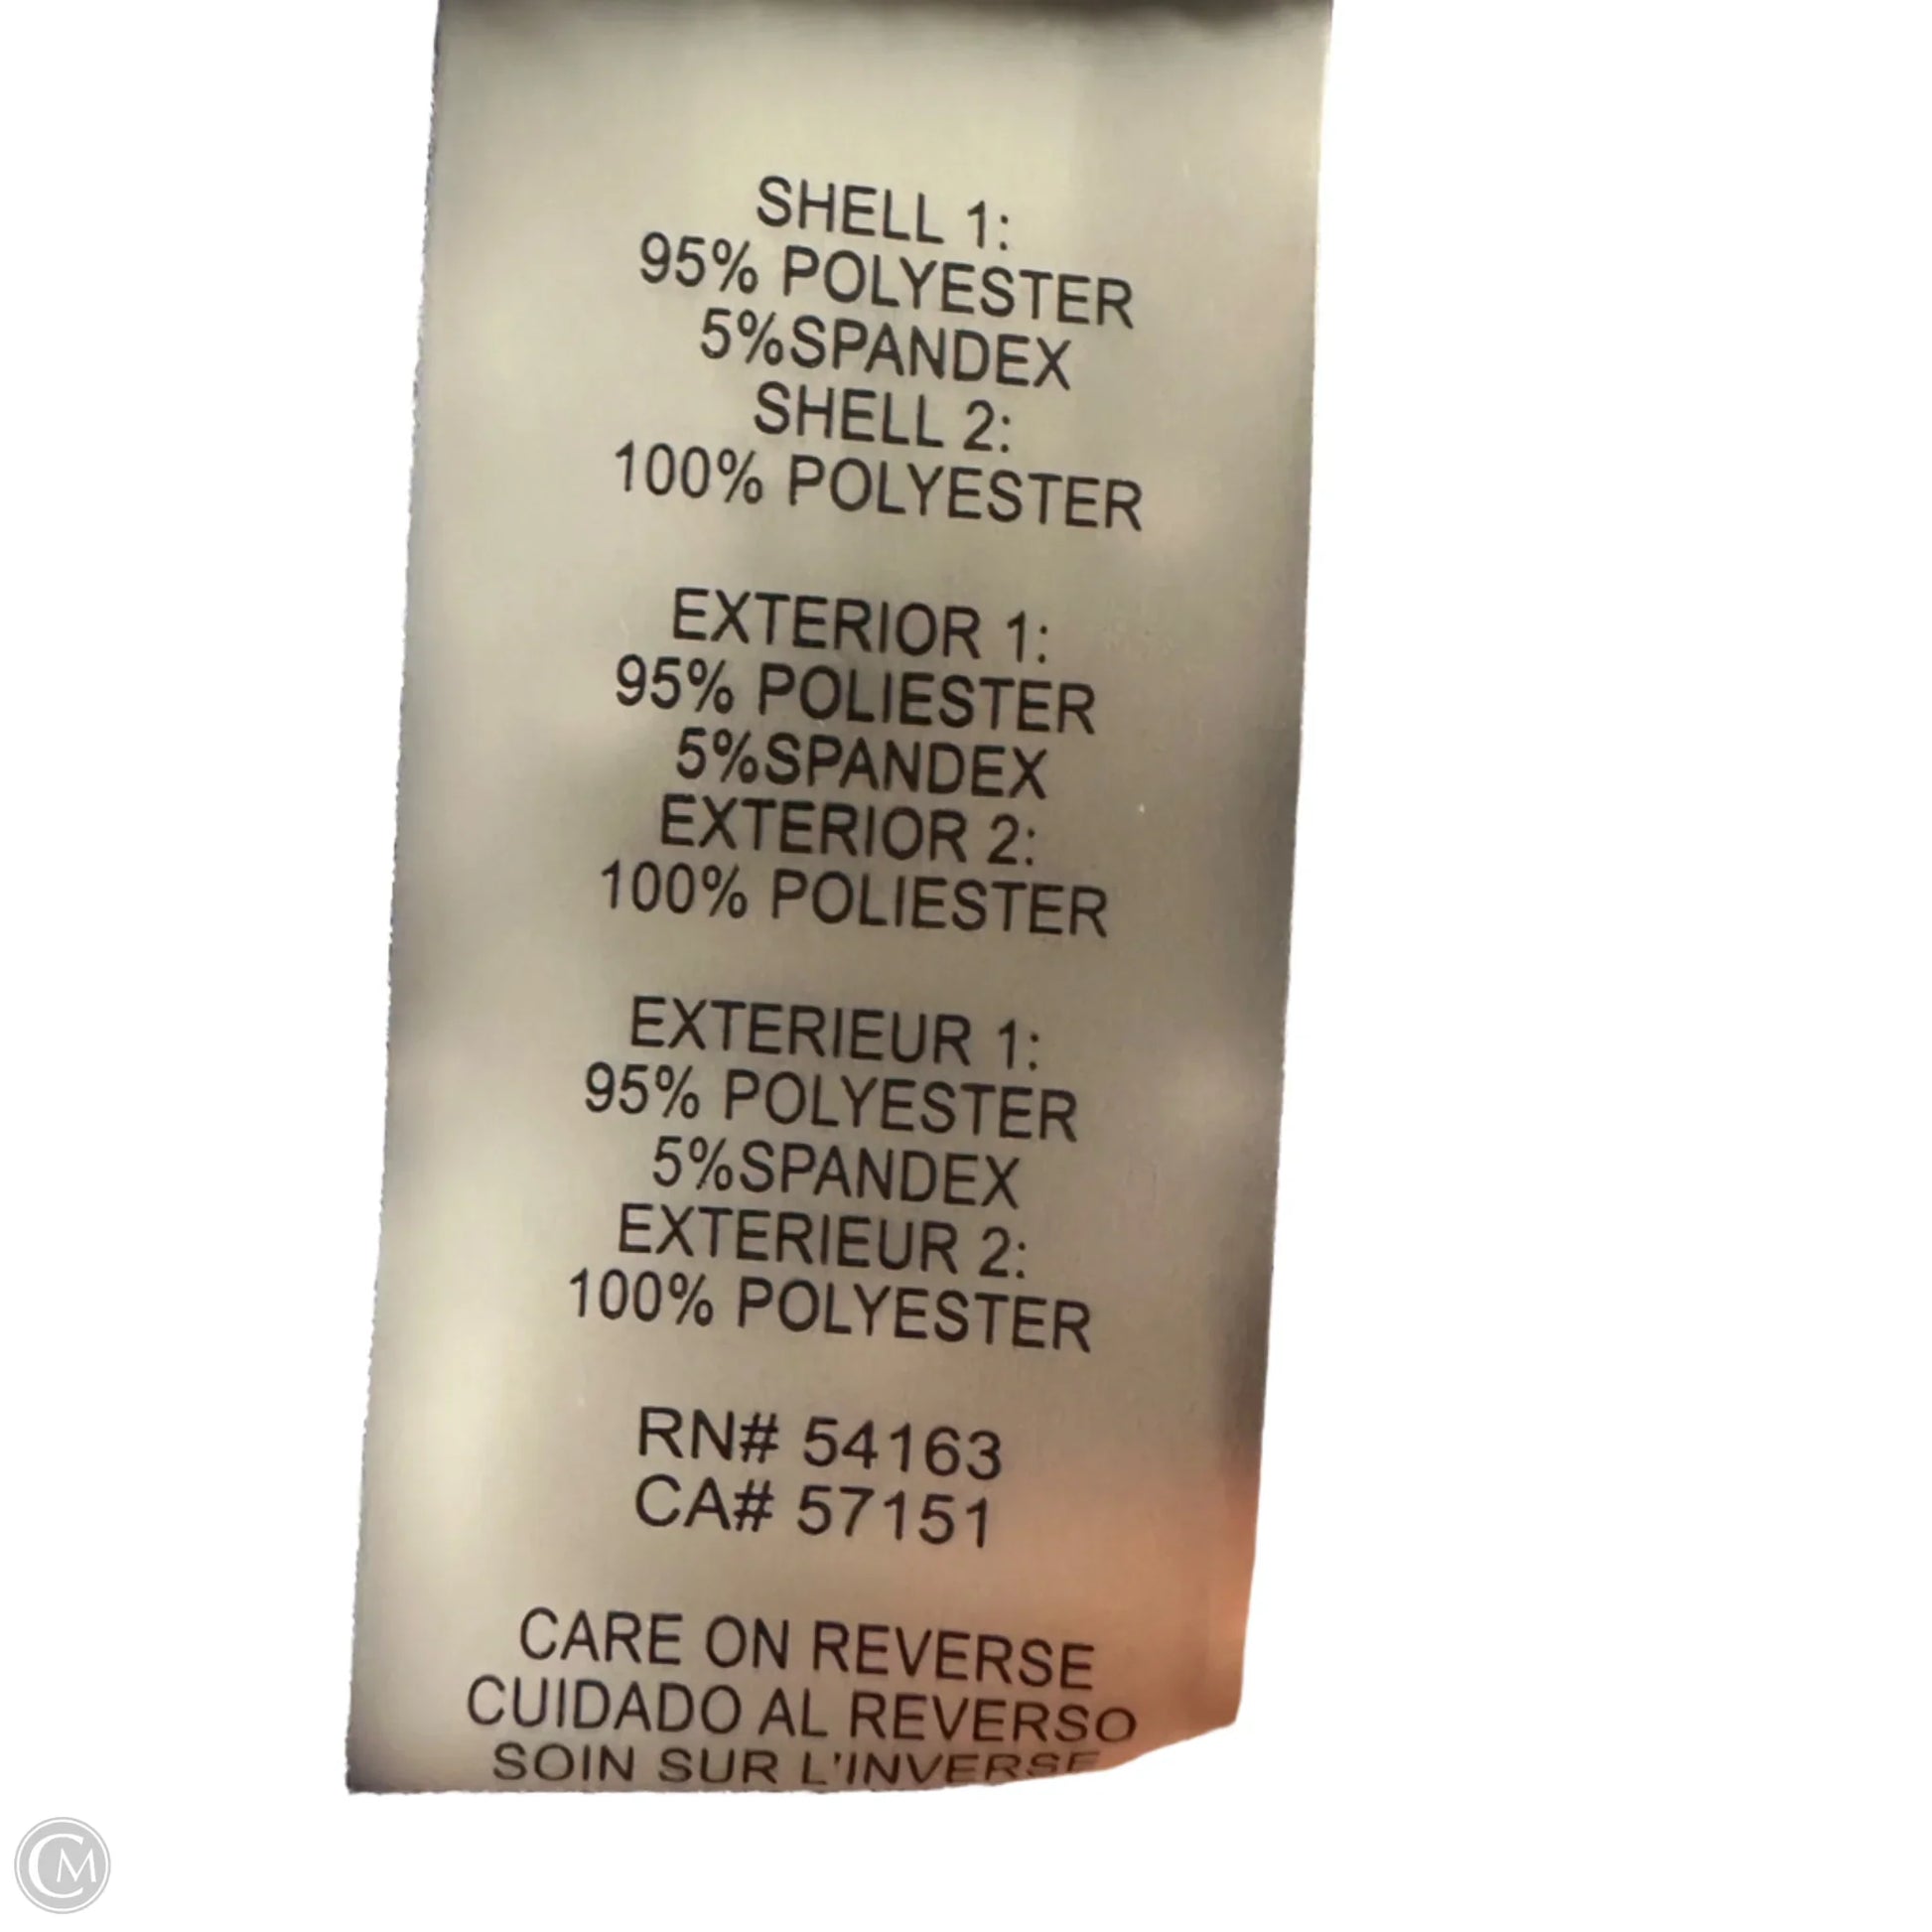 SHELL 1:
95% POLYESTER
5%SPANDEX
SHELL 2:
100% POLYESTER
EXTERIOR 1:
95% POLIESTER
5%SPANDEX
EXTERIOR 2:
100% POLIESTER
EXTERIEUR 1:
95% POLYESTER
5%SPANDEX
EXTERIEUR 2:
100% POLYESTER
RN# 54163
CA# 57151
CARE ON REVERSE
CUIDADO AL REVERSO
SOIN SUR L'INVERSE
CM